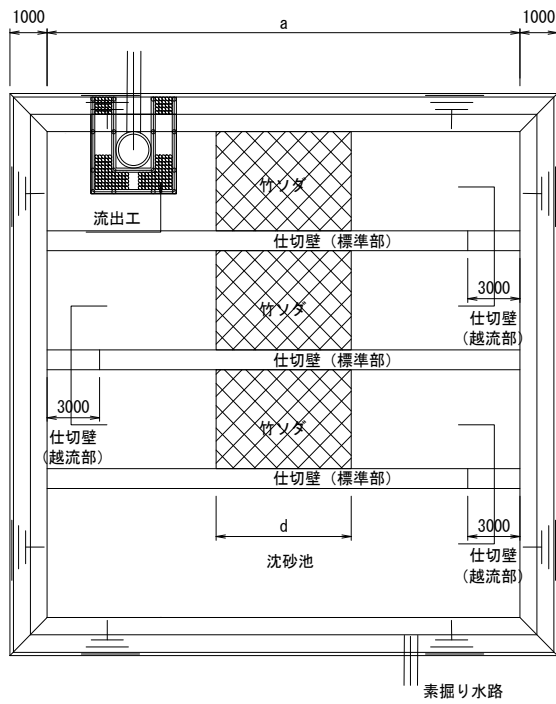 1000
a
1000
竹ソダ
流出工
仕切壁（標準部）
3000
竹ソダ
仕切壁
（越流部）
仕切壁（標準部）
3000
竹ソダ
仕切壁
（越流部）
仕切壁（標準部）
d
3000
沈砂池
仕切壁
（越流部）
素掘り水路